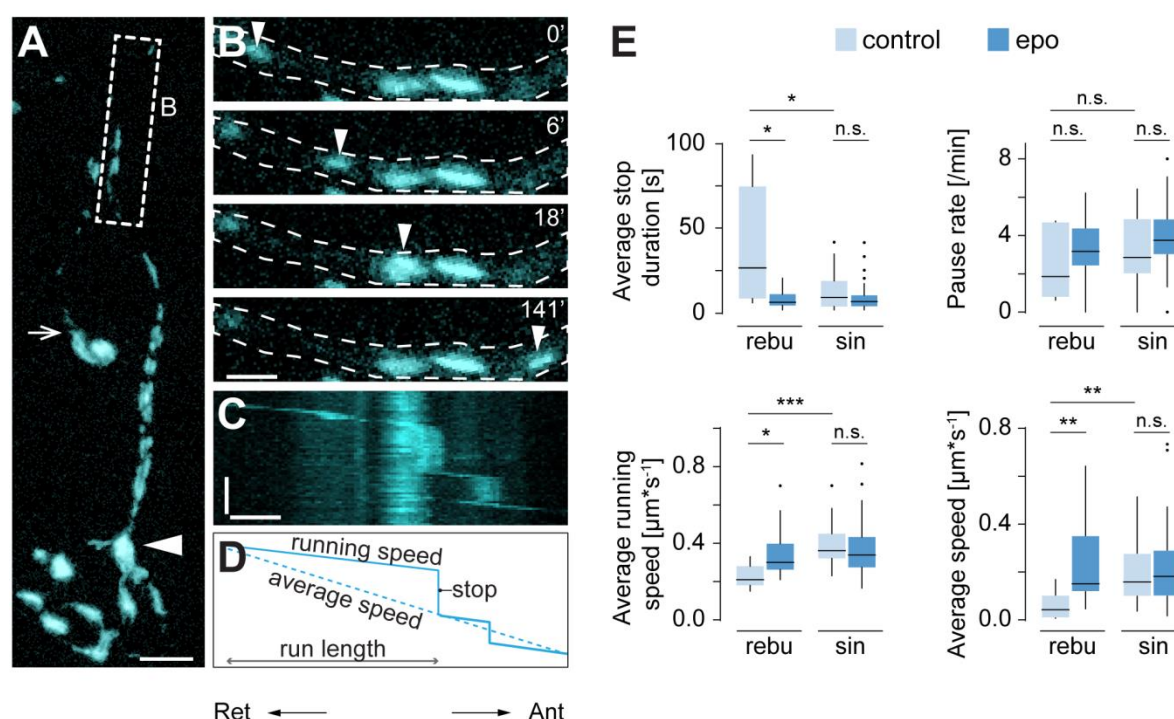 A
B
B
0’
6’
18’
141’
C
D
running speed
average speed
stop
run length
Ret
Ant
E
control
epo
Average stop
duration [s]
100
50
0
*
*
n.s.
rebu
sin
Pause rate [/min]
8
4
0
n.s.
n.s.
n.s.
rebu
sin
Average running
speed [µm*s⁻¹]
0.8
0.4
0.0
***
*
n.s.
rebu
sin
Average speed [µm*s⁻¹]
0.8
0.4
0.0
**
**
n.s.
rebu
sin